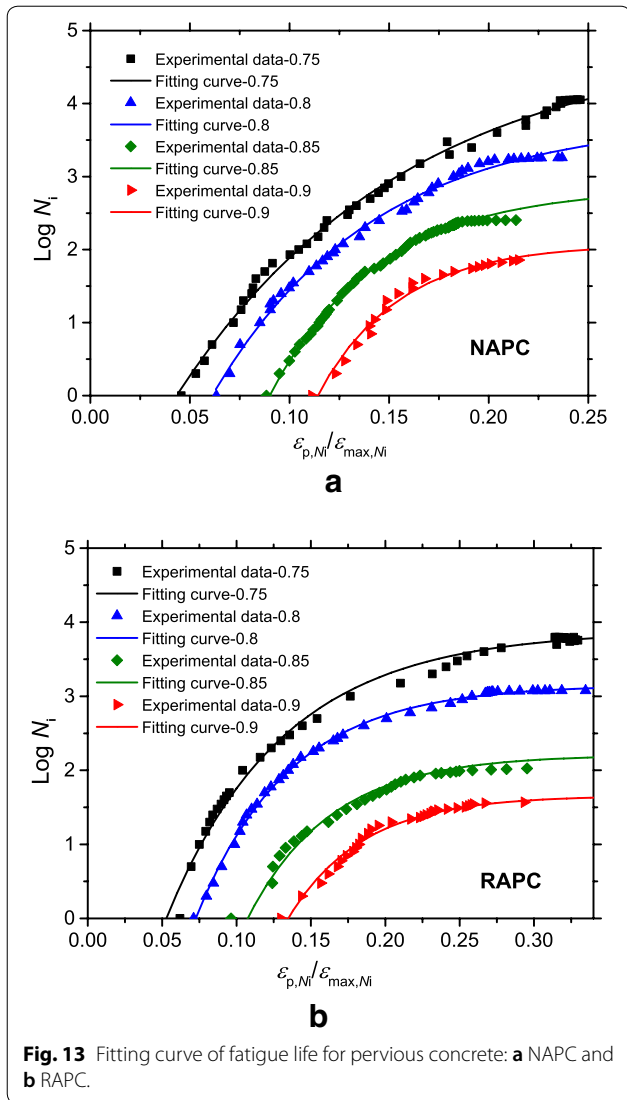 5
4
3
2
1
0
Log Nᵢ
Experimental data-0.75
Fitting curve-0.75
Experimental data-0.8
Fitting curve-0.8
Experimental data-0.85
Fitting curve-0.85
Experimental data-0.9
Fitting curve-0.9
NAPC
0.00 0.05 0.10 0.15 0.20 0.25
εp,Ni/εmax,Ni
a
5
4
3
2
1
0
Log Nᵢ
Experimental data-0.75
Fitting curve-0.75
Experimental data-0.8
Fitting curve-0.8
Experimental data-0.85
Fitting curve-0.85
Experimental data-0.9
Fitting curve-0.9
RAPC
0.00 0.05 0.10 0.15 0.20 0.25 0.30
εp,Ni/εmax,Ni
b
Fig. 13 Fitting curve of fatigue life for pervious concrete: a NAPC and
b RAPC.